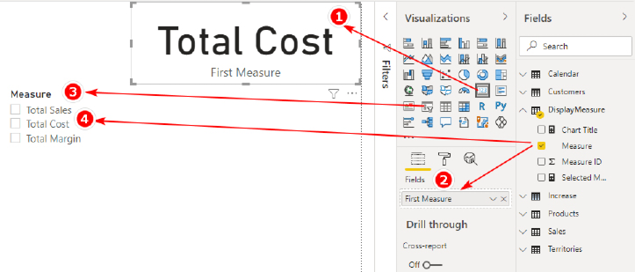 Total Cost
First Measure
1
Measure
3
Total Sales
4
Total Cost
Total Margin
Filters
Visualizations
R
Py
Fields
2
First Measure
Drill through
Cross-report
Off
Fields
Search
Calendar
Customers
DisplayMeasure
Chart Title
Measure
Measure ID
Selected M...
Increase
Products
Sales
Territories